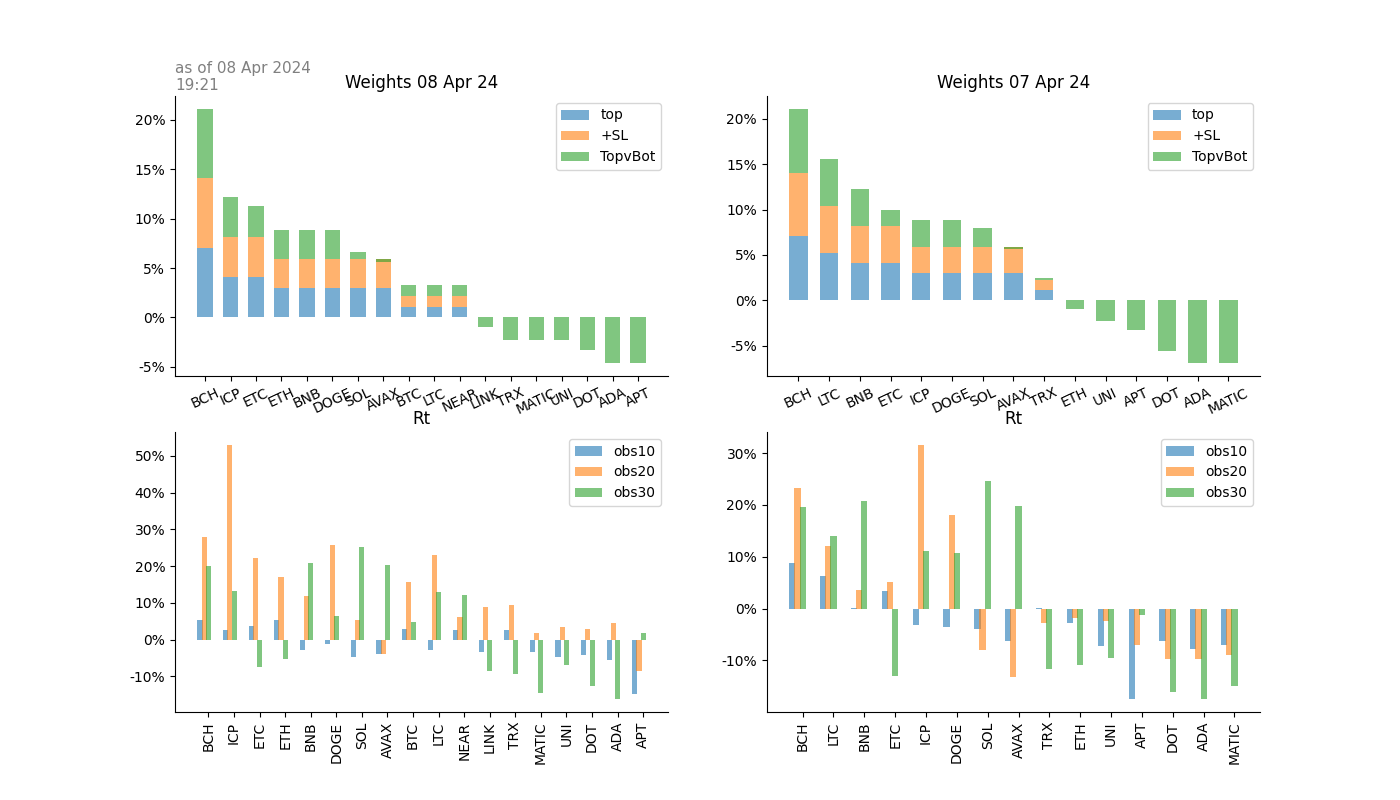 as of 08 Apr 2024
19:21
Weights 08 Apr 24
20%
15%
10%
5%
0%
-5%
top
+SL
TopvBot
BCH ICP ETC ETH BNB DOGE SOL AVAX BTC LTC NEAR LINK TRX MATIC UNI DOT ADA APT
Weights 07 Apr 24
20%
15%
10%
5%
0%
-5%
top
+SL
TopvBot
BCH LTC BNB ETC ICP DOGE SOL AVAX TRX ETH UNI APT DOT ADA MATIC
Rt
50%
40%
30%
20%
10%
0%
-10%
obs10
obs20
obs30
BCH ICP ETC ETH BNB DOGE SOL AVAX BTC LTC NEAR LINK TRX MATIC UNI DOT ADA APT
Rt
30%
20%
10%
0%
-10%
obs10
obs20
obs30
BCH LTC BNB ETC ICP DOGE SOL AVAX TRX ETH UNI APT DOT ADA MATIC